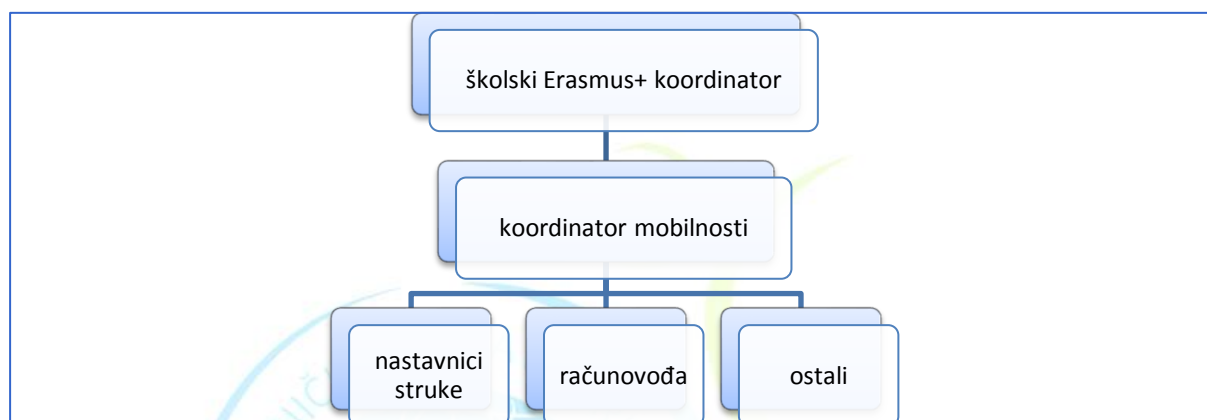 školski Erasmus+ koordinator
koordinator mobilnosti
nastavnici
struke
računovođa
ostali